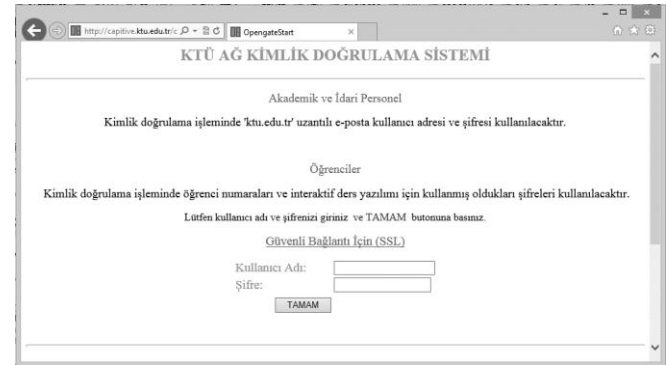 http://capitive.ktu.edu.tr/c
OpengateStart
KTÜ AĞ KİMLİK DOĞRULAMA SİSTEMİ
Akademik ve İdari Personel
Kimlik doğrulama işleminde 'ktu.edu.tr' uzantılı e-posta kullanıcı adresi ve şifresi kullanılacaktır.
Öğrenciler
Kimlik doğrulama işleminde öğrenci numaraları ve interaktif ders yazılımı için kullanmış oldukları şifreleri kullanılacaktır.
Lütfen kullanıcı adı ve şifrenizi giriniz ve TAMAM butonuna basınız.
Güvenli Bağlantı İçin (SSL)
Kullanıcı Adı:
Şifre:
TAMAM